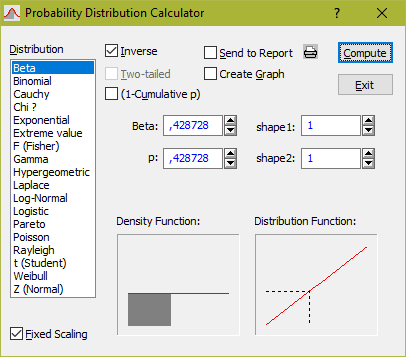 Probability Distribution Calculator
Distribution
Beta
Binomial
Cauchy
Chi ?
Exponential
Extreme value
F (Fisher)
Gamma
Hypergeometric
Laplace
Log-Normal
Logistic
Pareto
Poisson
Rayleigh
t (Student)
Weibull
Z (Normal)
Fixed Scaling
Inverse
Two-tailed
(1-Cumulative p)
Send to Report
Create Graph
Compute
Exit
Beta: ,428728 shape1: 1
p: ,428728 shape2: 1
Density Function: Distribution Function: